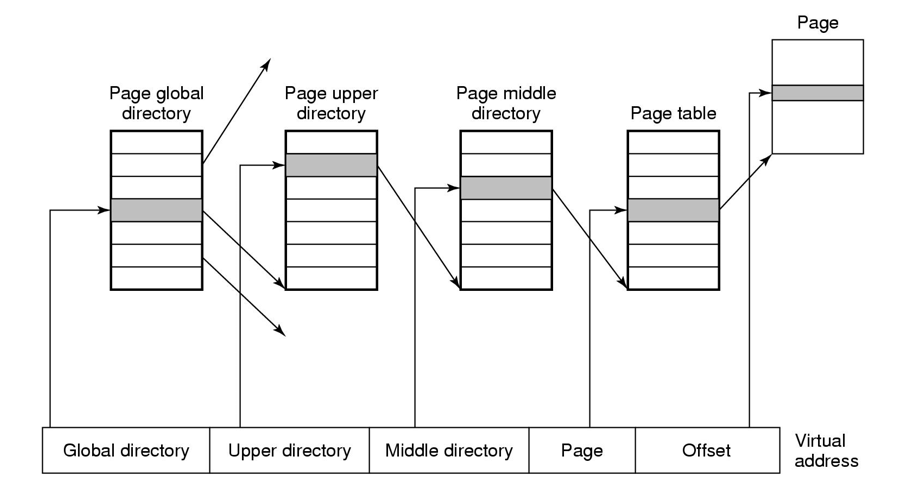 Page
Page global
directory
Page upper
directory
Page middle
directory
Page table
Global directory
Upper directory
Middle directory
Page
Offset
Virtual
address